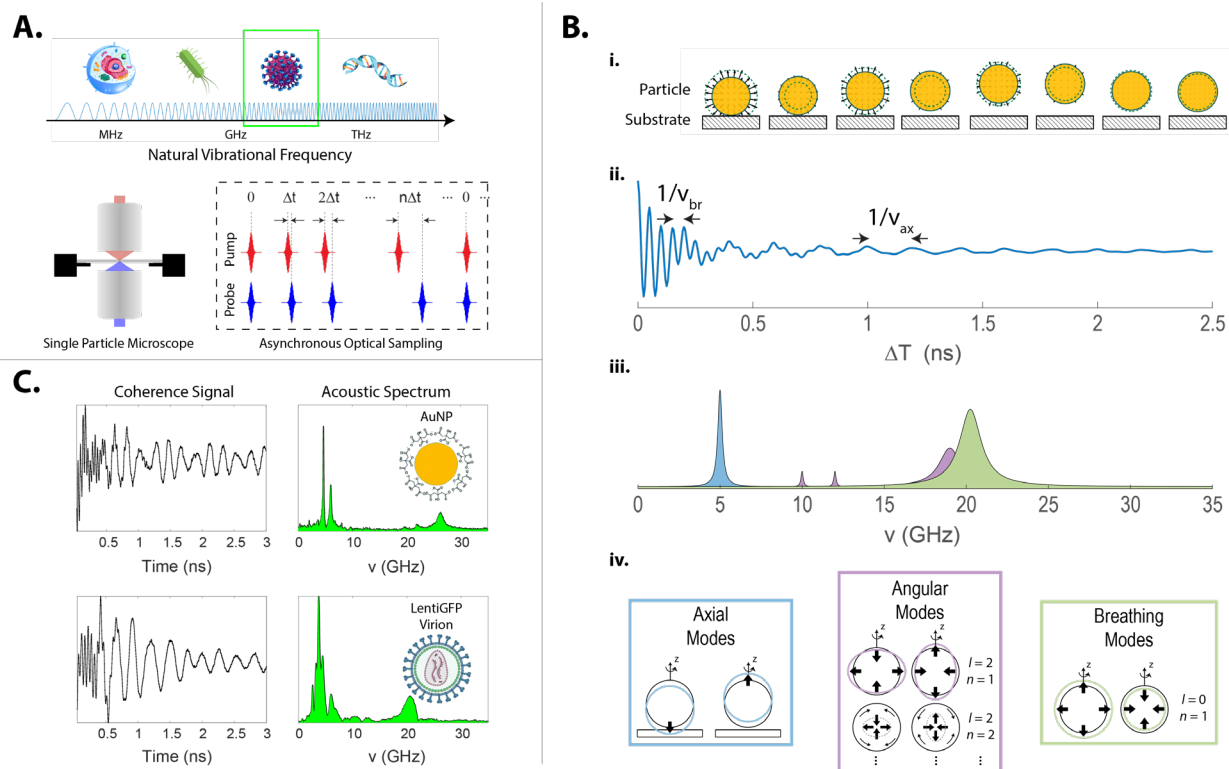 A.
MHz GHz THz
Natural Vibrational Frequency
0 Δt 2Δt ... nΔt ... 0 ...
Pump
Probe
Single Particle Microscope
Asynchronous Optical Sampling
B.
i.
Particle
Substrate
ii.
1/ν br
1/ν ax
0 0.5 1 1.5 2 2.5
ΔT (ns)
iii.
0 5 10 15 20 25 30 35
ν (GHz)
iv.
Axial
Modes
z z
Angular
Modes
z z
l = 2
n = 1
l = 2
n = 2
⋮ ⋮ ⋮
Breathing
Modes
z z
l = 0
n = 1
C.
Coherence Signal
Acoustic Spectrum
AuNP
0.5 1 1.5 2 2.5 3
Time (ns)
0 10 20 30
ν (GHz)
LentiGFP
Virion
0.5 1 1.5 2 2.5 3
Time (ns)
0 10 20 30
ν (GHz)